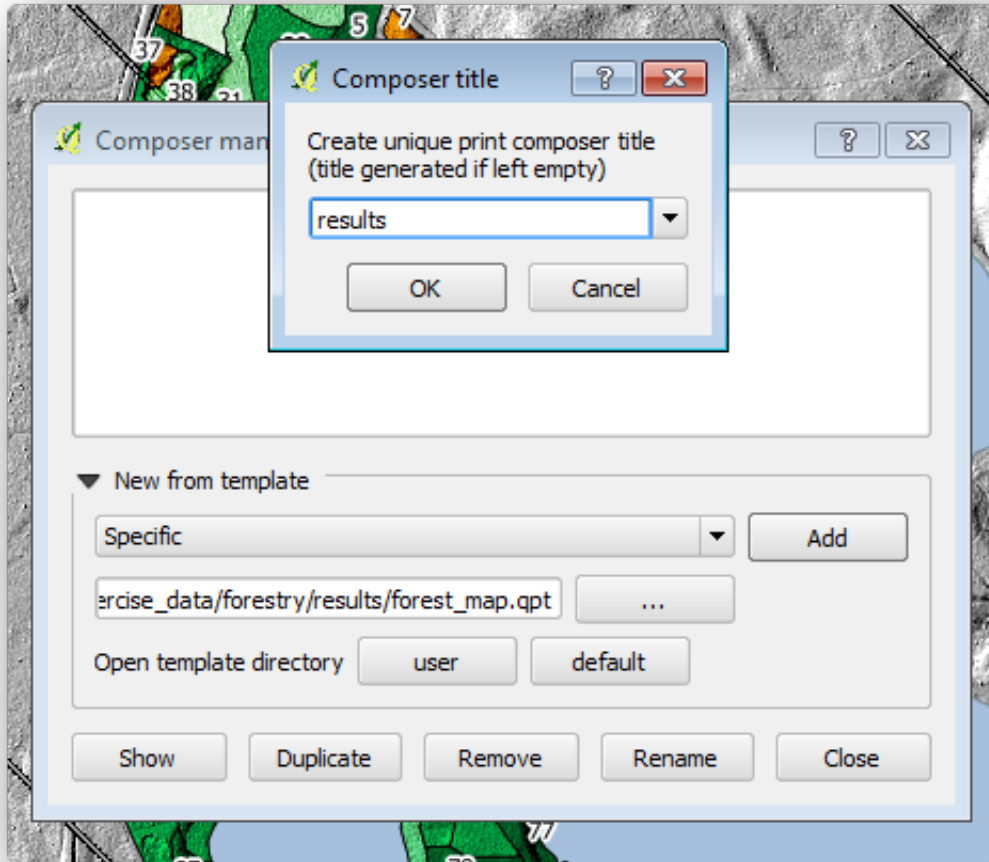 5
7
37
38
31
Composer title
Composer man
Create unique print composer title
(title generated if left empty)
results
OK
Cancel
New from template
Specific
Add
ercise_data/forestry/results/forest_map.qpt
...
Open template directory
user
default
Show
Duplicate
Remove
Rename
Close
77